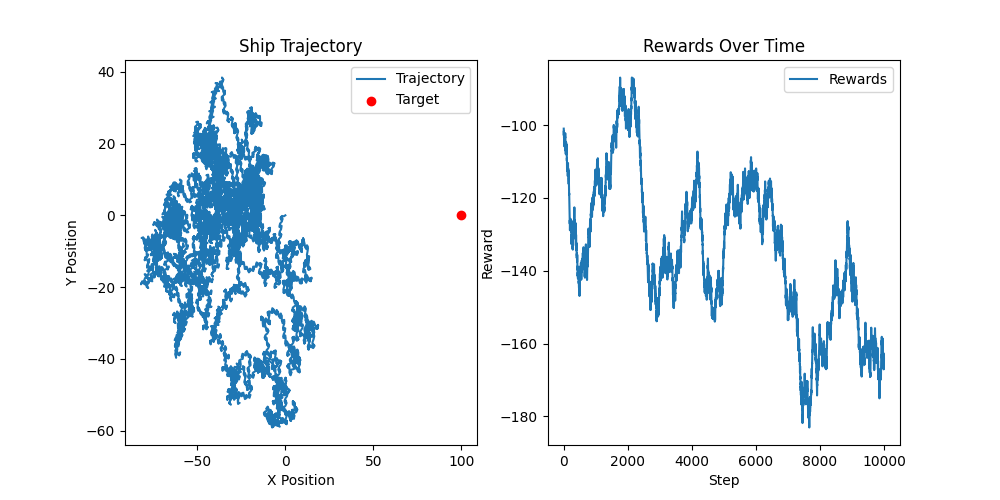 Ship Trajectory
Trajectory
Target
40
20
0
−20
−40
−60
Y Position
−50
0
50
100
X Position
Rewards Over Time
Rewards
−100
−120
−140
−160
−180
Reward
0
2000
4000
6000
8000
10000
Step